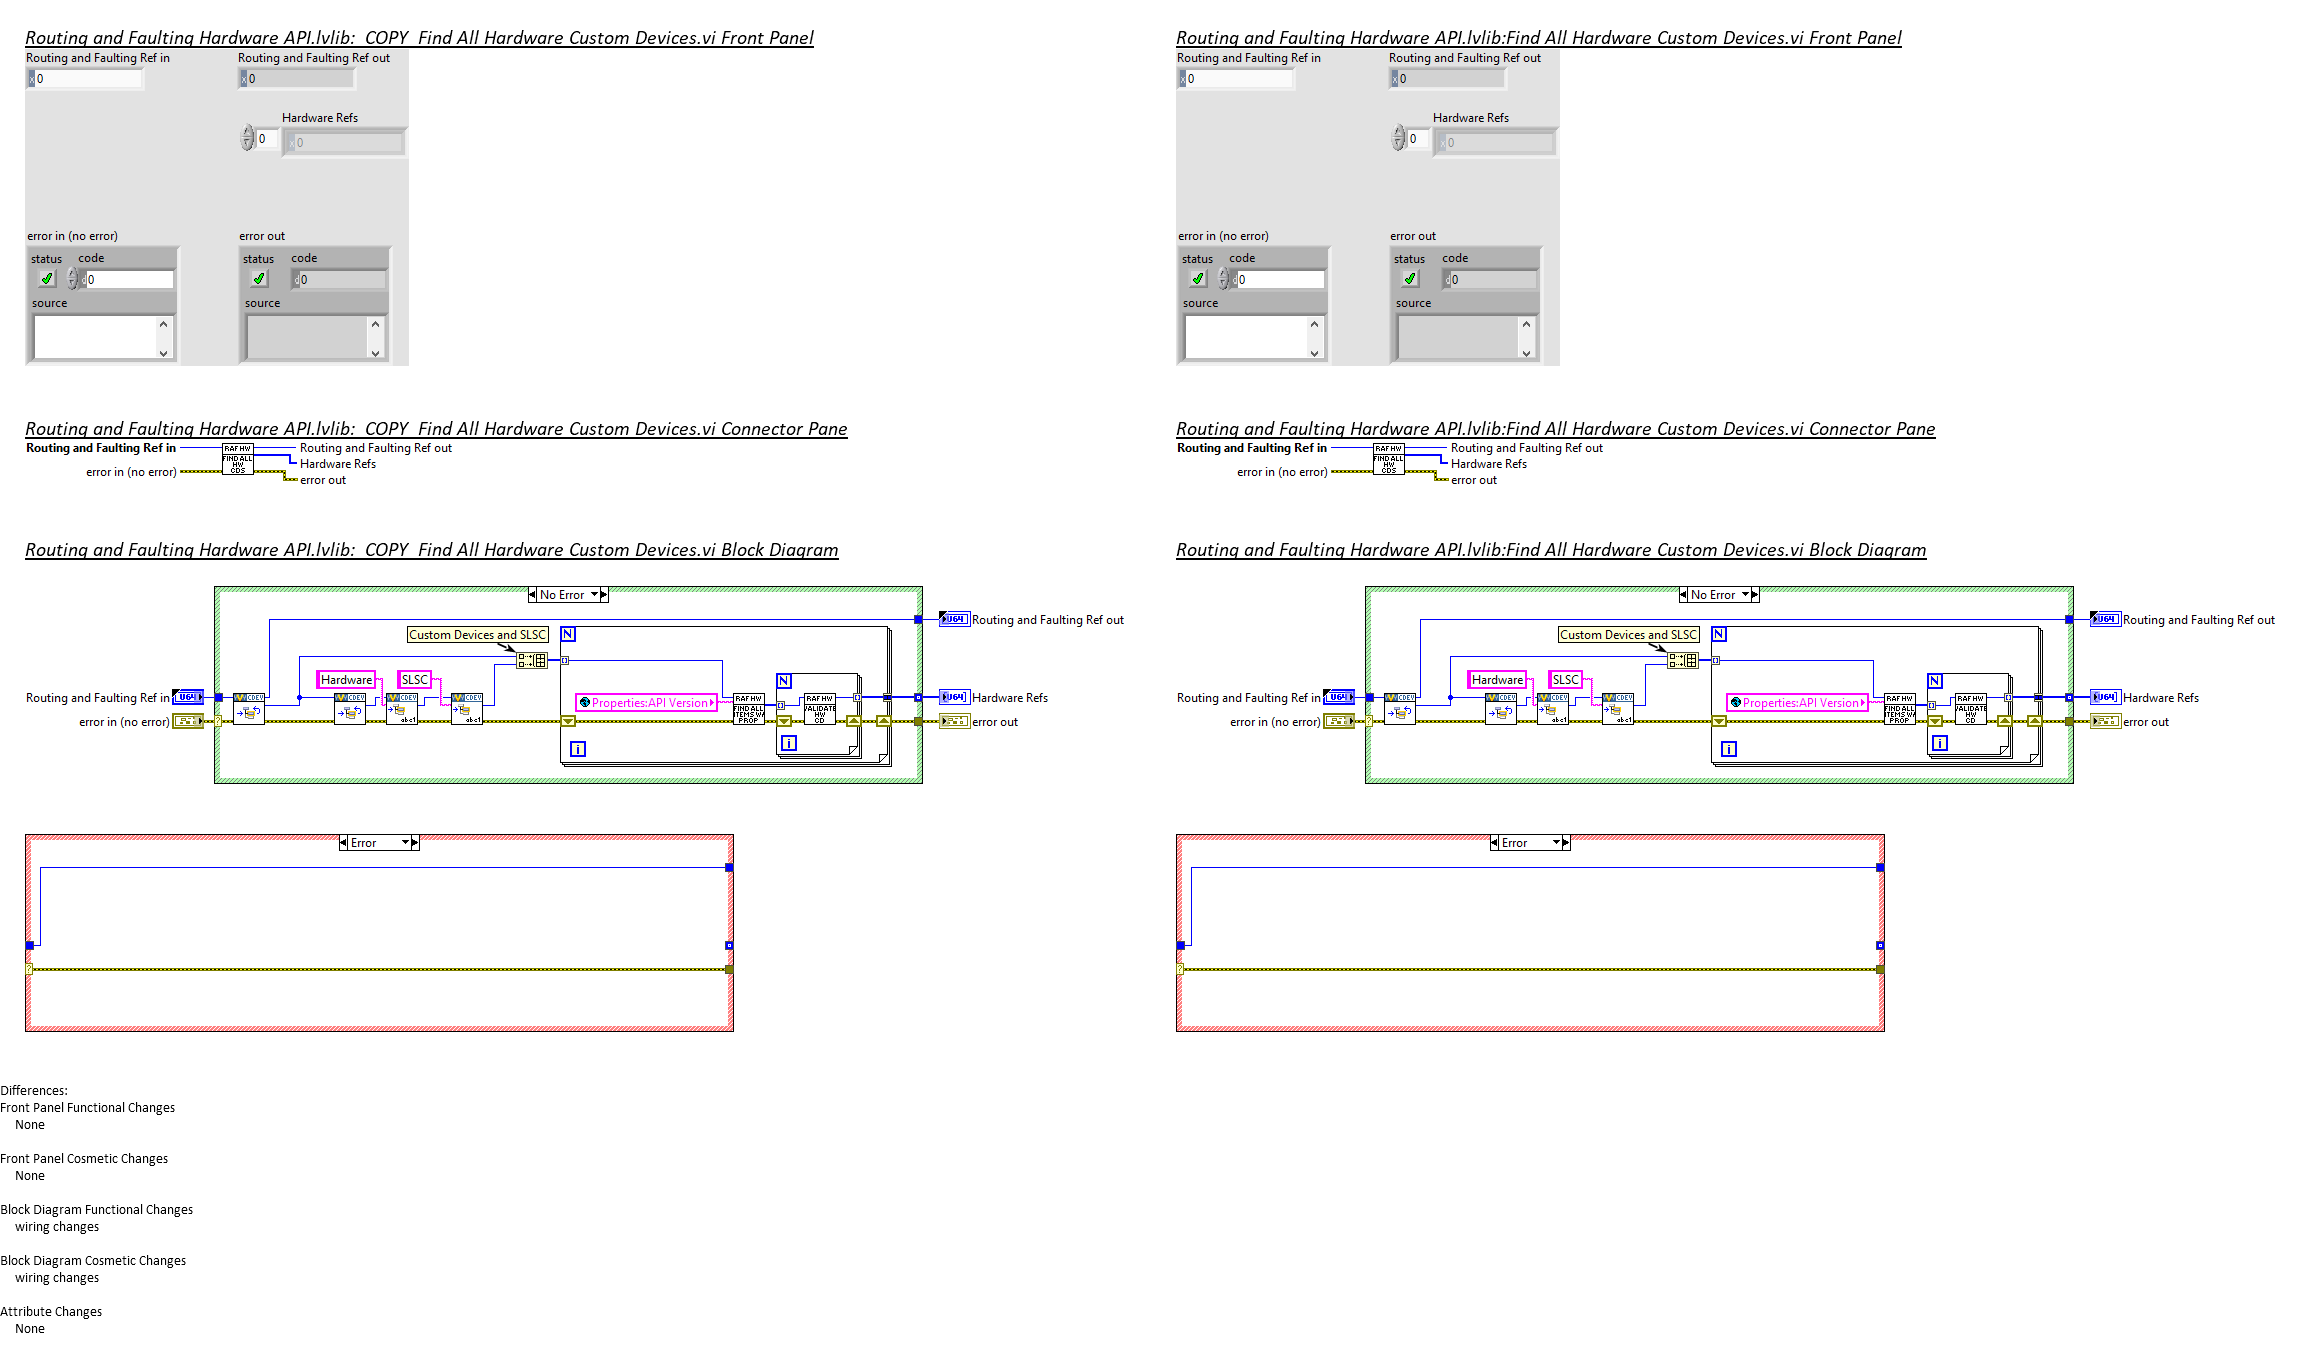 Routing and Faulting Hardware API.lvlib:  COPY  Find All Hardware Custom Devices.vi Front Panel
Routing and Faulting Ref in
Routing and Faulting Ref out
0
0
Hardware Refs
0
0
error in (no error)
error out
status code
status code
0
0
source
source
Routing and Faulting Hardware API.lvlib:  COPY  Find All Hardware Custom Devices.vi Connector Pane
Routing and Faulting Ref in
RAF HW
FIND ALL
HW
CDS
Routing and Faulting Ref out
Hardware Refs
error in (no error)
error out
Routing and Faulting Hardware API.lvlib:  COPY  Find All Hardware Custom Devices.vi Block Diagram
No Error
U64
Routing and Faulting Ref out
Custom Devices and SLSC
N
Hardware
SLSC
N
Routing and Faulting Ref in
U64
CDEV
CDEV
CDEV
abc1
CDEV
abc1
Properties:API Version
RAF HW
FIND ALL
ITEMS W/
PROP
RAF HW
VALIDATE
HW
CD
U64
Hardware Refs
error in (no error)
?
error out
i
i
Error
?
Routing and Faulting Hardware API.lvlib:Find All Hardware Custom Devices.vi Front Panel
Routing and Faulting Ref in
Routing and Faulting Ref out
0
0
Hardware Refs
0
0
error in (no error)
error out
status code
status code
0
0
source
source
Routing and Faulting Hardware API.lvlib:Find All Hardware Custom Devices.vi Connector Pane
Routing and Faulting Ref in
RAF HW
FIND ALL
HW
CDS
Routing and Faulting Ref out
Hardware Refs
error in (no error)
error out
Routing and Faulting Hardware API.lvlib:Find All Hardware Custom Devices.vi Block Diagram
No Error
U64
Routing and Faulting Ref out
Custom Devices and SLSC
N
Hardware
SLSC
N
Routing and Faulting Ref in
U64
CDEV
CDEV
CDEV
abc1
CDEV
abc1
Properties:API Version
RAF HW
FIND ALL
ITEMS W/
PROP
RAF HW
VALIDATE
HW
CD
U64
Hardware Refs
error in (no error)
?
error out
i
i
Error
?
Differences:
Front Panel Functional Changes
None
Front Panel Cosmetic Changes
None
Block Diagram Functional Changes
wiring changes
Block Diagram Cosmetic Changes
wiring changes
Attribute Changes
None